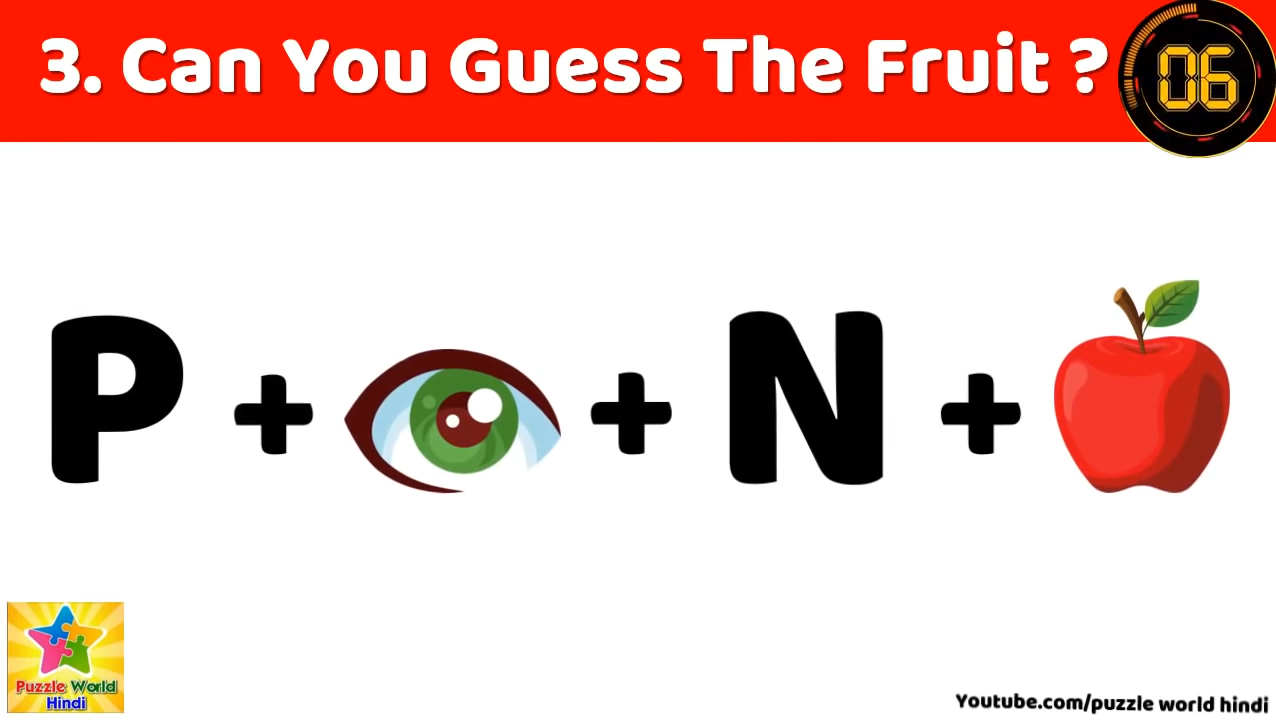 3. Can You Guess The Fruit ?
06
P + + N +
Puzzle World
Hindi
Youtube.com/puzzle world hindi